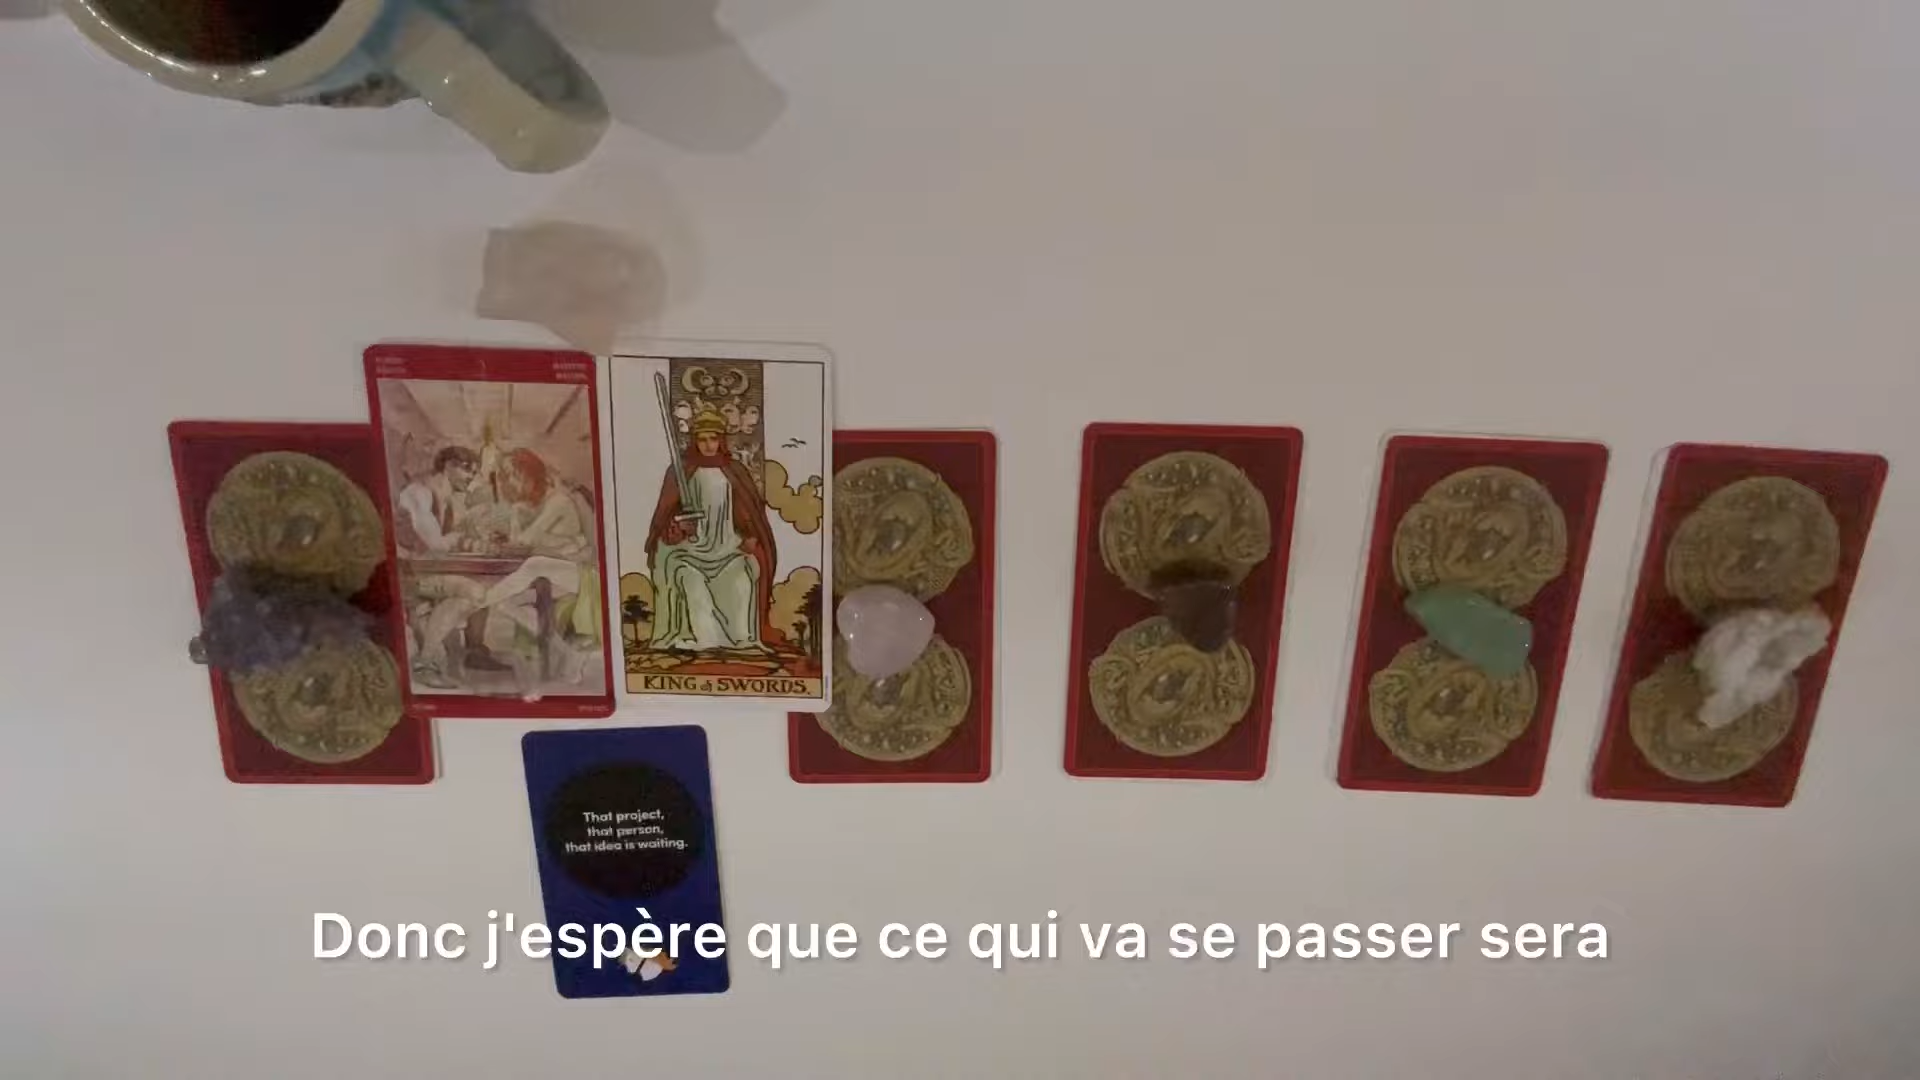 KING of SWORDS.
That project,
that person,
that idea is waiting.
Donc j'espère que ce qui va se passer sera